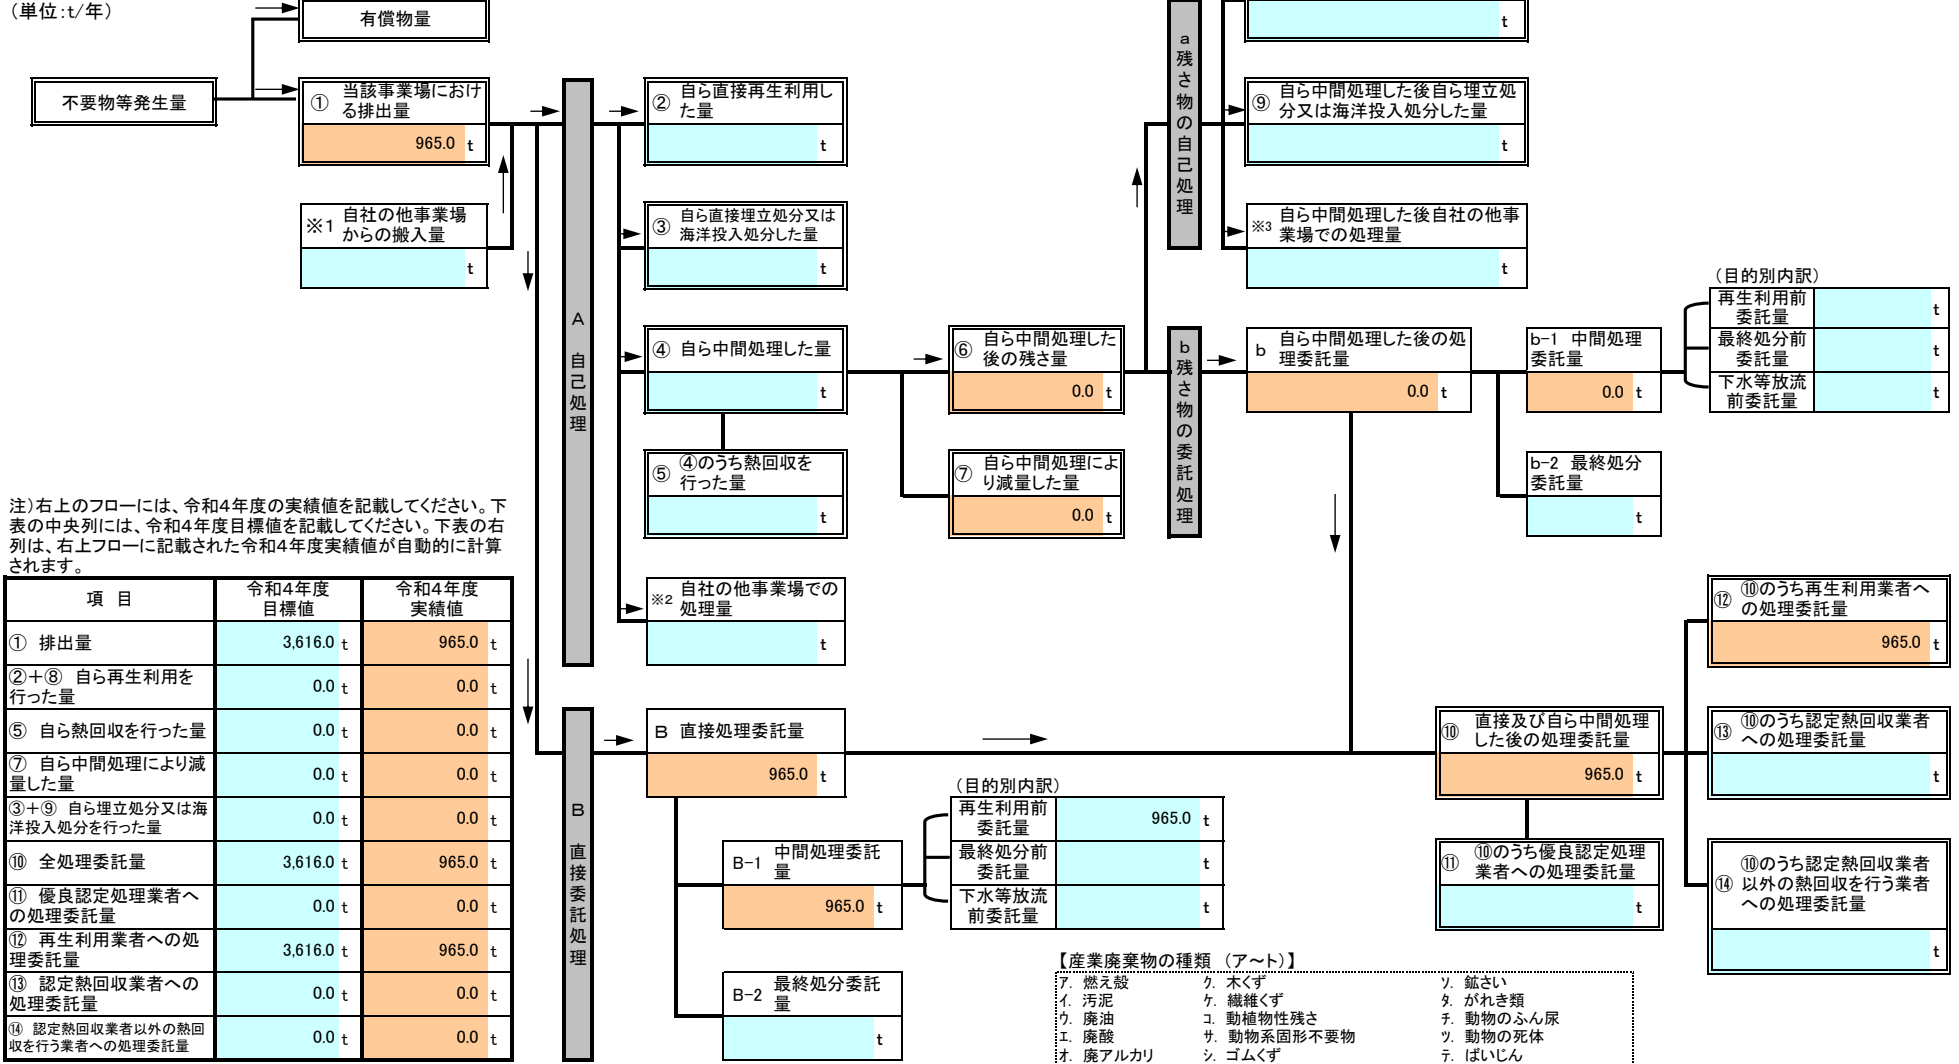 （単位：t/年）
有償物量
不要物等発生量
① 当該事業場におけ
る排出量
965.0 t
※1 自社の他事業場
からの搬入量
t
A 自己処理
② 自ら直接再生利用し
た量
t
③ 自ら直接埋立処分又は
海洋投入処分した量
t
④ 自ら中間処理した量
t
⑤ ④のうち熱回収を
行った量
t
※2 自社の他事業場での
処理量
t
⑥ 自ら中間処理した
後の残さ量
0.0 t
⑦ 自ら中間処理によ
り減量した量
0.0 t
a残さ物の自己処理
t
⑨ 自ら中間処理した後自ら埋立処
分又は海洋投入処分した量
t
※3 自ら中間処理した後自社の他事
業場での処理量
t
b残さ物の委託処理
b 自ら中間処理した後の処
理委託量
0.0 t
b-1 中間処理
委託量
0.0 t
b-2 最終処分
委託量
t
（目的別内訳）
再生利用前
委託量
t
最終処分前
委託量
t
下水等放流
前委託量
t
注）右上のフローには、令和4年度の実績値を記載してください。下
表の中央列には、令和4年度目標値を記載してください。下表の右
列は、右上フローに記載された令和4年度実績値が自動的に計算
されます。
項 目 令和4年度
目標値 令和4年度
実績値
① 排出量 3,616.0 t 965.0 t
②＋⑧ 自ら再生利用を
行った量 0.0 t 0.0 t
⑤ 自ら熱回収を行った量 0.0 t 0.0 t
⑦ 自ら中間処理により減
量した量 0.0 t 0.0 t
③＋⑨ 自ら埋立処分又は海
洋投入処分を行った量 0.0 t 0.0 t
⑩ 全処理委託量 3,616.0 t 965.0 t
⑪ 優良認定処理業者へ
の処理委託量 0.0 t 0.0 t
⑫ 再生利用業者への処
理委託量 3,616.0 t 965.0 t
⑬ 認定熱回収業者への
処理委託量 0.0 t 0.0 t
⑭ 認定熱回収業者以外の熱回
収を行う業者への処理委託量 0.0 t 0.0 t
B 直接委託処理
B 直接処理委託量
965.0 t
B-1 中間処理委託
量
965.0 t
B-2 最終処分委託
量
t
（目的別内訳）
再生利用前
委託量
965.0 t
最終処分前
委託量
t
下水等放流
前委託量
t
⑩ 直接及び自ら中間処理
した後の処理委託量
965.0 t
⑪ ⑩のうち優良認定処理
業者への処理委託量
t
⑫ ⑩のうち再生利用業者へ
の処理委託量
965.0 t
⑬ ⑩のうち認定熱回収業者
への処理委託量
t
⑭ ⑩のうち認定熱回収業者
以外の熱回収を行う業者
への処理委託量
t
【産業廃棄物の種類 （ア～ト）】
ア. 燃え殻 ク. 木くず ソ. 鉱さい
イ. 汚泥 ケ. 繊維くず タ. がれき類
ウ. 廃油 コ. 動植物性残さ チ. 動物のふん尿
エ. 廃酸 サ. 動物系固形不要物 ツ. 動物の死体
オ. 廃アルカリ シ. ゴムくず テ. ばいじん